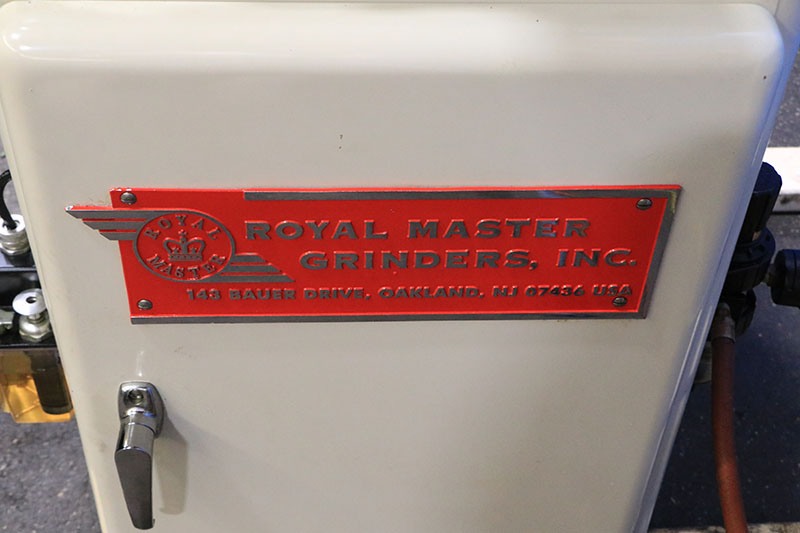 ROYAL
MASTER
ROYAL MASTER
GRINDERS, INC.
143 BAUER DRIVE, OAKLAND, NJ 07436 USA